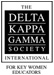 THE
DELTA
KAPPA
GAMMA
SOCIETY
INTERNATIONAL
FOR KEY WOMEN
EDUCATORS